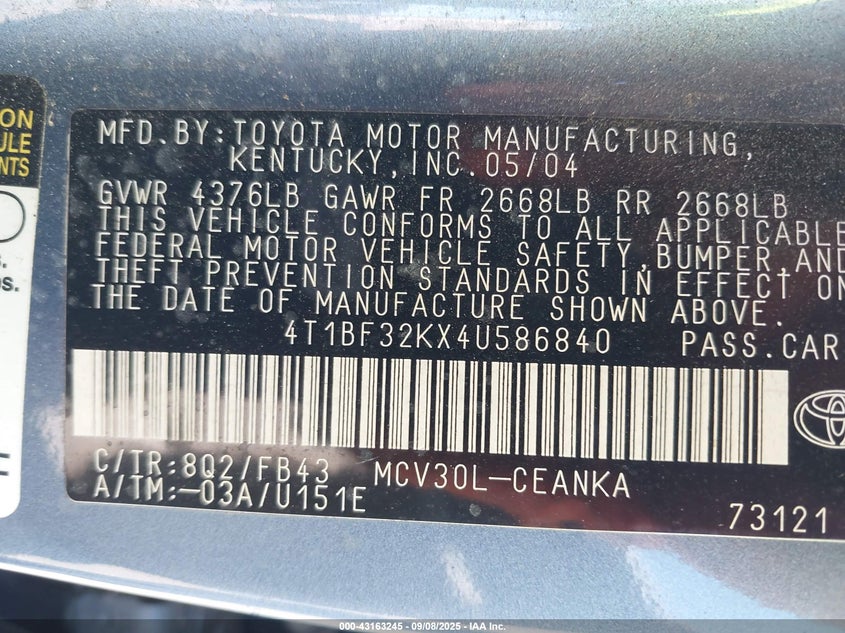 ION
ULE
NTS
MFD.BY:TOYOTA MOTOR MANUFACTURING,
KENTUCKY,INC.05/04
GVWR 4376LB GAWR FR 2668LB RR 2668LB
THIS VEHICLE CONFORMS TO ALL APPLICABLE
FEDERAL MOTOR VEHICLE SAFETY,BUMPER,AND
THEFT PREVENTION STANDARDS IN EFFECT ON
THE DATE OF MANUFACTURE SHOWN ABOVE.
4T1BF32KX4U586840 PASS.CAR
C/TR:8Q2/FB43 MCV30L-CEANKA
A/TM:-03A/U151E
73121
000-43163245 - 09/08/2025 - IAA Inc.